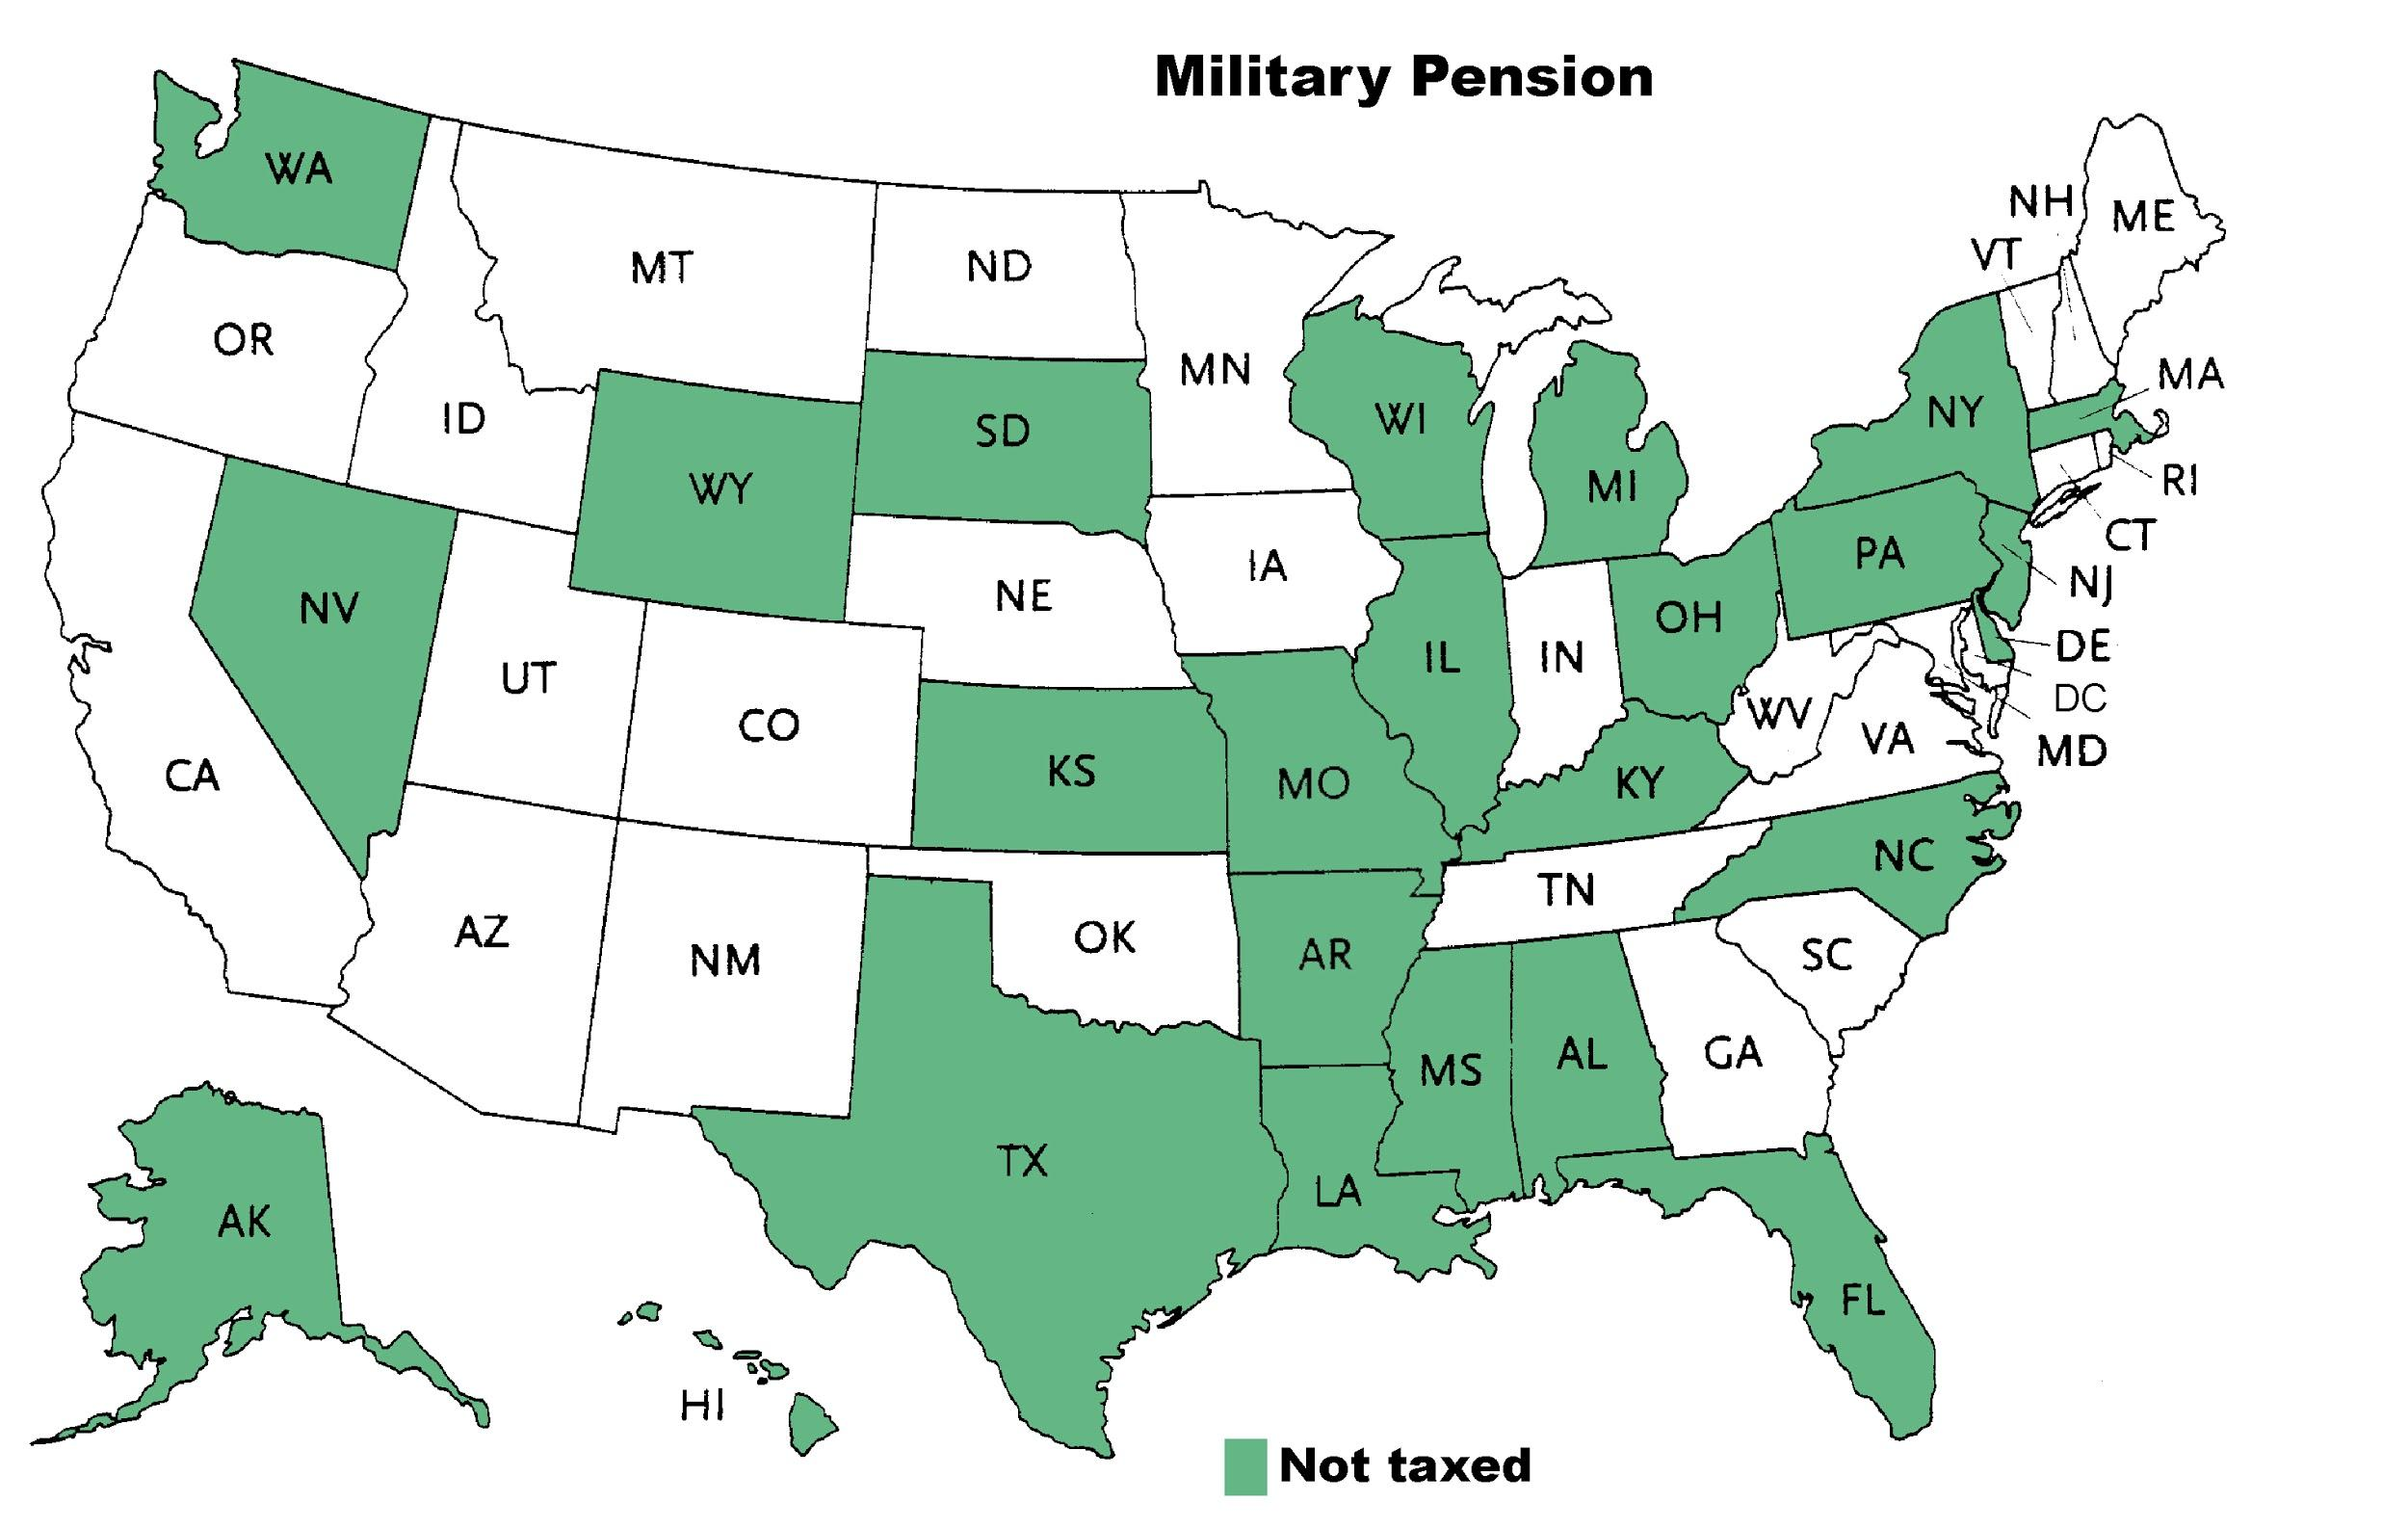 Military Pension
WA
MT
ND
MN
OR
ID
WY
SD
WI
MI
NY
VT
NH
ME
MA
RI
CT
NJ
PA
DE
DC
MD
NV
UT
CO
NE
IA
IL
IN
OH
WV
VA
CA
KS
MO
KY
NC
AZ
NM
OK
AR
TN
SC
MS
AL
GA
TX
LA
FL
AK
HI
Not taxed